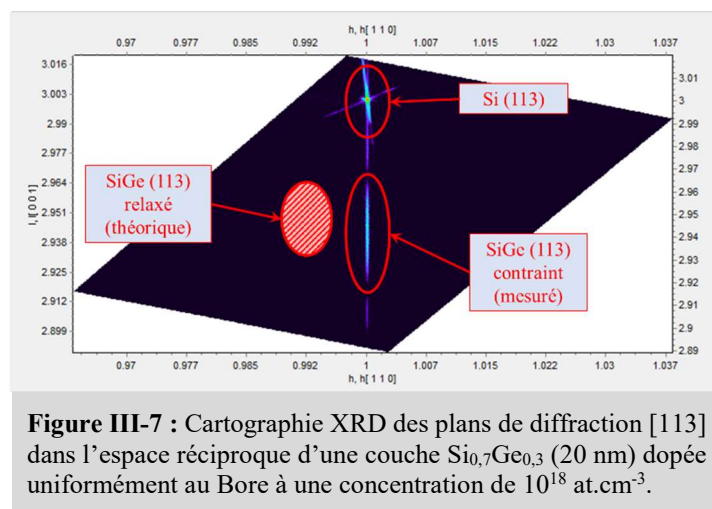 0.97 0.977 0.985 0.992 1 1.007 1.015 1.022 1.03 1.037
h, h[ 1 1 0]
3.016
3.003
2.99
2.977
2.964
2.951
2.938
2.925
2.912
2.899
l, l[ 0 0 1]
3.01
3
2.99
2.98
2.97
2.96
2.95
2.94
2.93
2.92
2.91
2.9
2.89
Si (113)
SiGe (113)
relaxé
(théorique)
SiGe (113)
contraint
(mesuré)
0.97 0.977 0.985 0.992 1 1.007 1.015 1.022 1.03 1.037
h, h[ 1 1 0]
Figure III-7 : Cartographie XRD des plans de diffraction [113]
dans l’espace réciproque d’une couche Si0,7Ge0,3 (20 nm) dopée
uniformément au Bore à une concentration de 10¹⁸ at.cm⁻³.